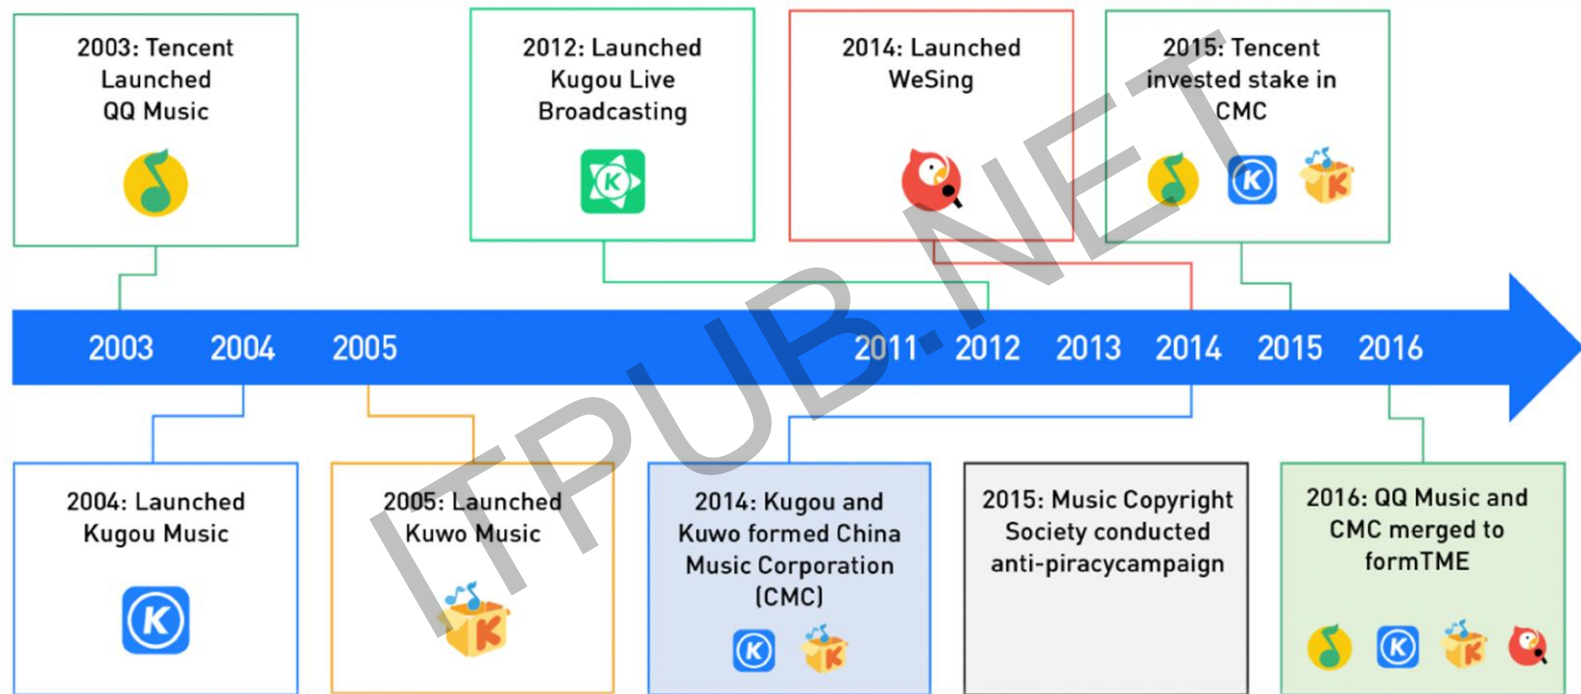 2003: Tencent
Launched
QQ Music
2012: Launched
Kugou Live
Broadcasting
K
2014: Launched
WeSing
2015: Tencent
invested stake in
CMC
K
K
2003
2004
2005
2011
2012
2013
2014
2015
2016
2004: Launched
Kugou Music
K
2005: Launched
Kuwo Music
K
2014: Kugou and
Kuwo formed China
Music Corporation
(CMC)
K
K
2015: Music Copyright
Society conducted
anti-piracycampaign
2016: QQ Music and
CMC merged to
formTME
K
K
ITPUB.NET